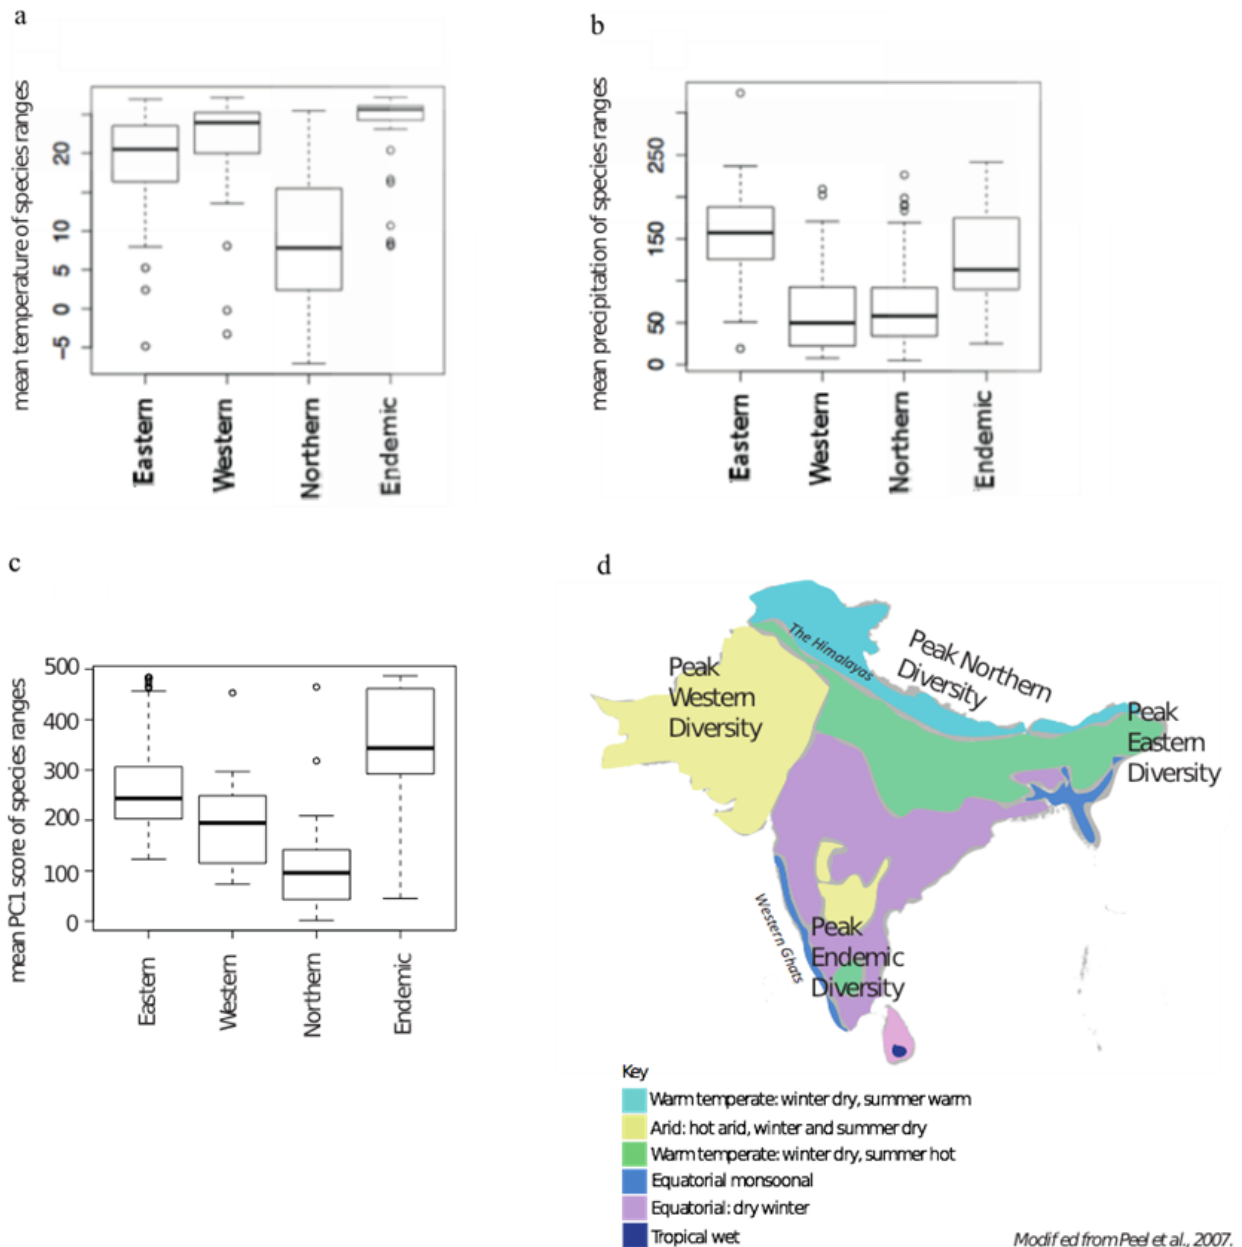 a
mean temperature of species ranges
20
10
5
0
−5
Eastern
Western
Northern
Endemic
b
mean precipitation of species ranges
250
150
50
0
Eastern
Western
Northern
Endemic
c
mean PC1 score of species ranges
500
400
300
200
100
0
Eastern
Western
Northern
Endemic
d
The Himalayas
Peak Northern
Diversity
Peak
Western
Diversity
Peak
Eastern
Diversity
Western Ghats
Peak
Endemic
Diversity
Key
Warm temperate: winter dry, summer warm
Arid: hot arid, winter and summer dry
Warm temperate: winter dry, summer hot
Equatorial monsoonal
Equatorial: dry winter
Tropical wet
Modif ed from Peel et al., 2007.